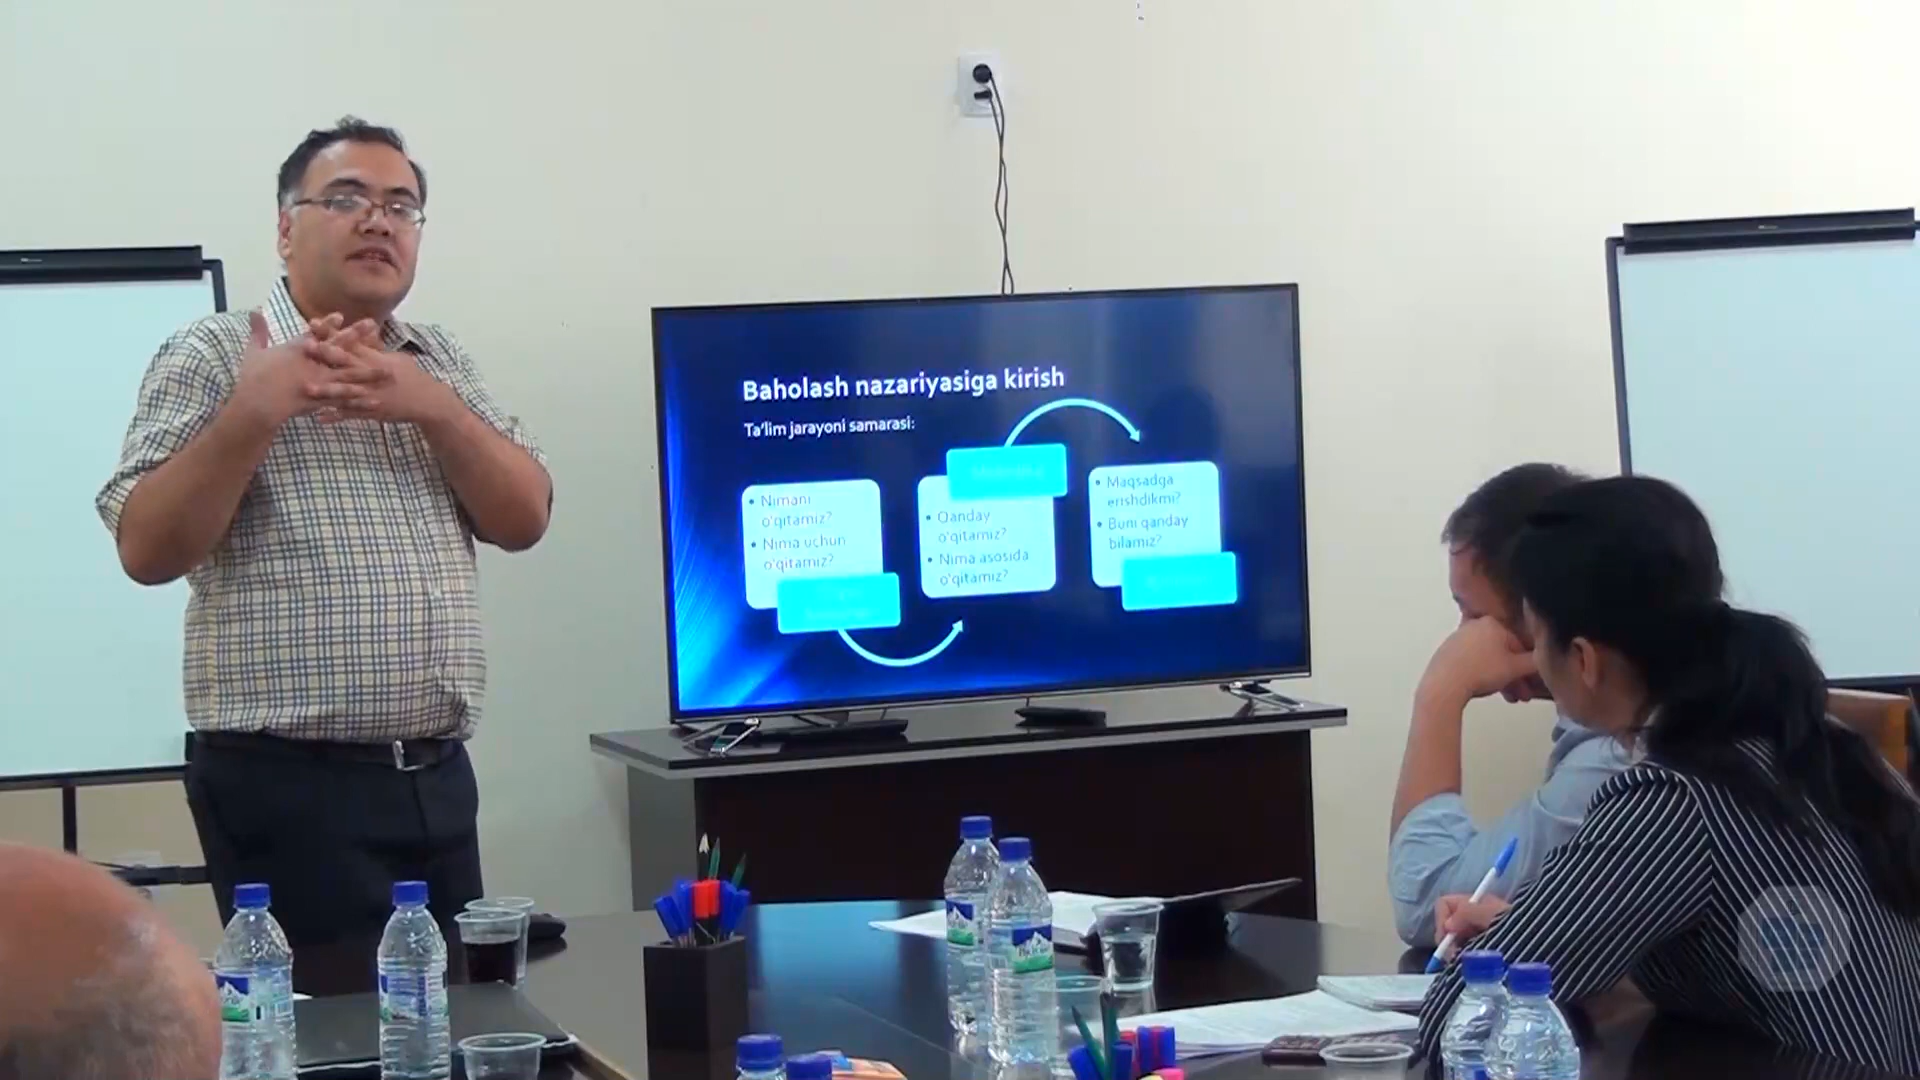 Baholash nazariyasiga kirish
Ta'lim jarayoni samarasi:
• Nimani
o'qitamiz?
• Nima uchun
o'qitamiz?
• Qanday
o'qitamiz?
• Nima asosida
o'qitamiz?
• Maqsadga
erishdikmi?
• Buni qanday
bilamiz?